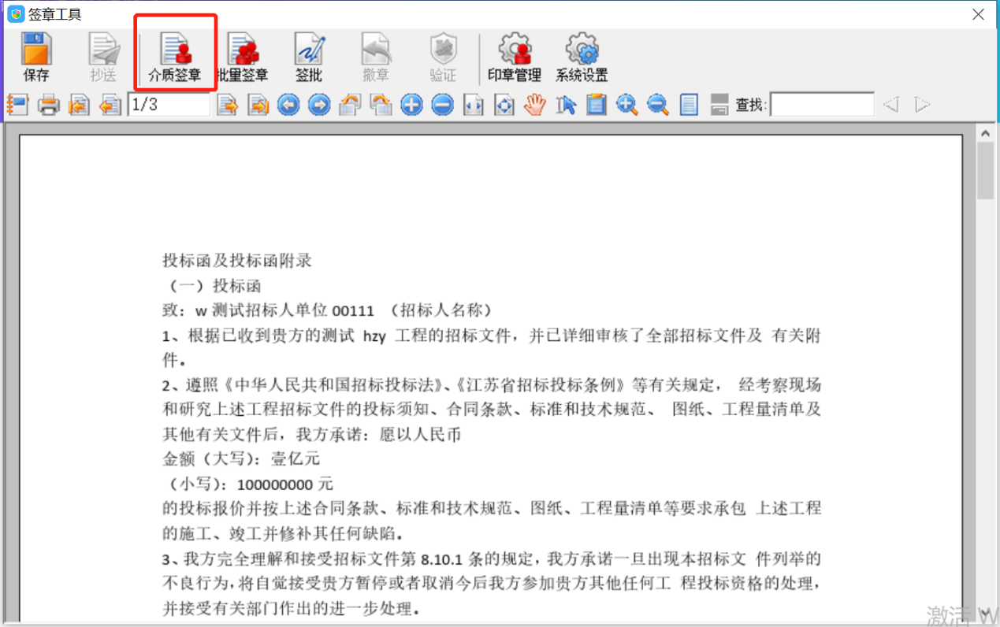 签章工具
保存 抄送 介质签章 批量签章 签批 撤章 验证 印章管理 系统设置
1/3 查找:
投标函及投标函附录
（一）投标函
致：w 测试招标人单位 00111 （招标人名称）
1、根据已收到贵方的测试 hzy 工程的招标文件，并已详细审核了全部招标文件及 有关附
件。
2、遵照《中华人民共和国招标投标法》、《江苏省招标投标条例》等有关规定， 经考察现场
和研究上述工程招标文件的投标须知、合同条款、标准和技术规范、 图纸、工程量清单及
其他有关文件后，我方承诺：愿以人民币
金额（大写）：壹亿元
（小写）：100000000 元
的投标报价并按上述合同条款、标准和技术规范、图纸、工程量清单等要求承包 上述工程
的施工、竣工并修补其任何缺陷。
3、我方完全理解和接受招标文件第 8.10.1 条的规定，我方承诺一旦出现本招标文 件列举的
不良行为，将自觉接受贵方暂停或者取消今后我方参加贵方其他任何工 程投标资格的处理，
并接受有关部门作出的进一步处理。
激活 W